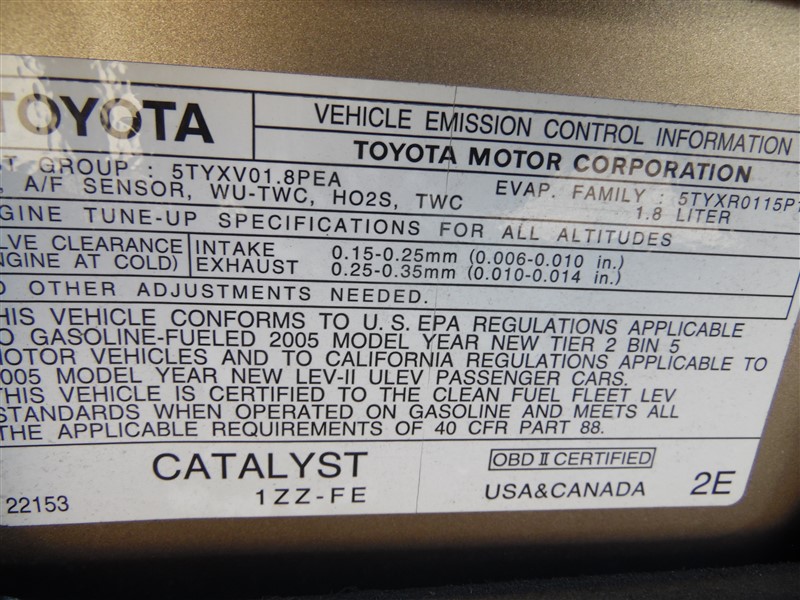 TOYOTA
VEHICLE EMISSION CONTROL INFORMATION
TOYOTA MOTOR CORPORATION
ST GROUP : 5TYXV01.8PEA
EVAP. FAMILY : 5TYXR0115P
, A/F SENSOR, WU-TWC, HO2S, TWC
1.8 LITER
GINE TUNE-UP SPECIFICATIONS FOR ALL ALTITUDES
LVE CLEARANCE
NGINE AT COLD)
INTAKE 0.15-0.25mm (0.006-0.010 in.)
EXHAUST 0.25-0.35mm (0.010-0.014 in.)
O OTHER ADJUSTMENTS NEEDED.
HIS VEHICLE CONFORMS TO U.S. EPA REGULATIONS APPLICABLE
O GASOLINE-FUELED 2005 MODEL YEAR NEW TIER 2 BIN 5
MOTOR VEHICLES AND TO CALIFORNIA REGULATIONS APPLICABLE TO
2005 MODEL YEAR NEW LEV-II ULEV PASSENGER CARS.
THIS VEHICLE IS CERTIFIED TO THE CLEAN FUEL FLEET LEV
STANDARDS WHEN OPERATED ON GASOLINE AND MEETS ALL
THE APPLICABLE REQUIREMENTS OF 40 CFR PART 88.
CATALYST
OBD II CERTIFIED
22153
1ZZ-FE
USA&CANADA
2E